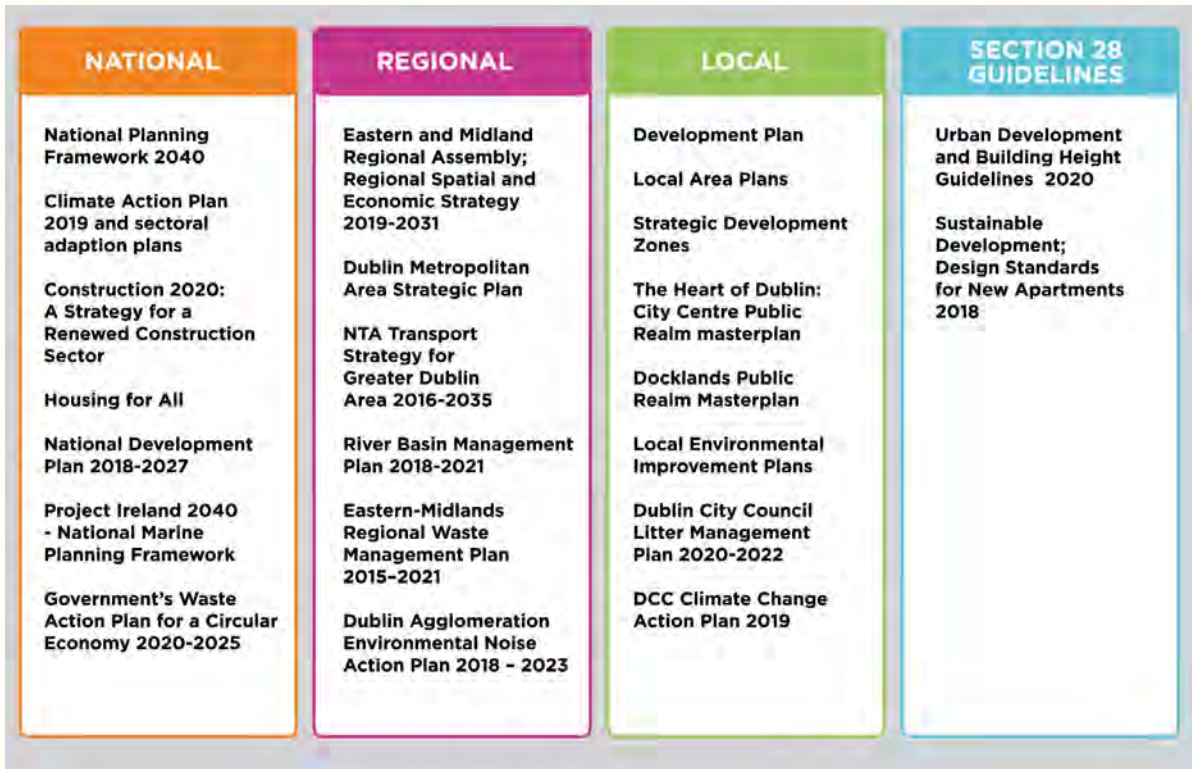 NATIONAL
National Planning
Framework 2040
Climate Action Plan
2019 and sectoral
adaption plans
Construction 2020:
A Strategy for a
Renewed Construction
Sector
Housing for All
National Development
Plan 2018-2027
Project Ireland 2040
- National Marine
Planning Framework
Government's Waste
Action Plan for a Circular
Economy 2020-2025
REGIONAL
Eastern and Midland
Regional Assembly;
Regional Spatial and
Economic Strategy
2019-2031
Dublin Metropolitan
Area Strategic Plan
NTA Transport
Strategy for
Greater Dublin
Area 2016-2035
River Basin Management
Plan 2018-2021
Eastern-Midlands
Regional Waste
Management Plan
2015–2021
Dublin Agglomeration
Environmental Noise
Action Plan 2018 – 2023
LOCAL
Development Plan
Local Area Plans
Strategic Development
Zones
The Heart of Dublin:
City Centre Public
Realm masterplan
Docklands Public
Realm Masterplan
Local Environmental
Improvement Plans
Dublin City Council
Litter Management
Plan 2020-2022
DCC Climate Change
Action Plan 2019
SECTION 28
GUIDELINES
Urban Development
and Building Height
Guidelines 2020
Sustainable
Development;
Design Standards
for New Apartments
2018